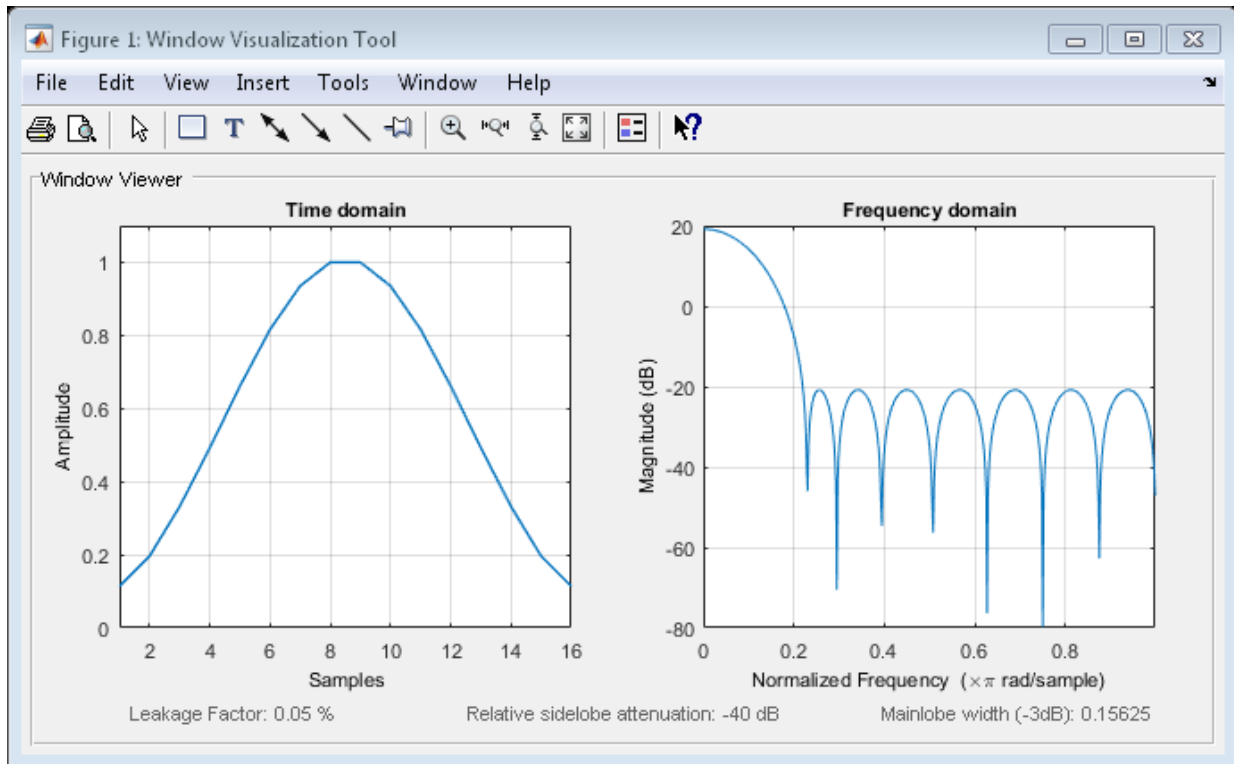 Figure 1: Window Visualization Tool
File Edit View Insert Tools Window Help
T
?
Window Viewer
Time domain
1
0.8
0.6
0.4
0.2
0
Amplitude
2 4 6 8 10 12 14 16
Samples
Frequency domain
20
0
-20
-40
-60
-80
Magnitude (dB)
0 0.2 0.4 0.6 0.8
Normalized Frequency (×π rad/sample)
Leakage Factor: 0.05 %
Relative sidelobe attenuation: -40 dB
Mainlobe width (-3dB): 0.15625